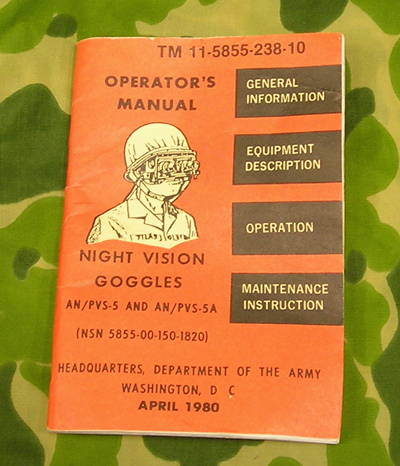 TM 11-5855-238-10
OPERATOR'S
MANUAL
GENERAL
INFORMATION
EQUIPMENT
DESCRIPTION
OPERATION
MAINTENANCE
INSTRUCTION
NIGHT VISION
GOGGLES
AN/PVS-5 AND AN/PVS-5A
(NSN 5855-00-150-1820)
HEADQUARTERS, DEPARTMENT OF THE ARMY
WASHINGTON, D C
APRIL 1980